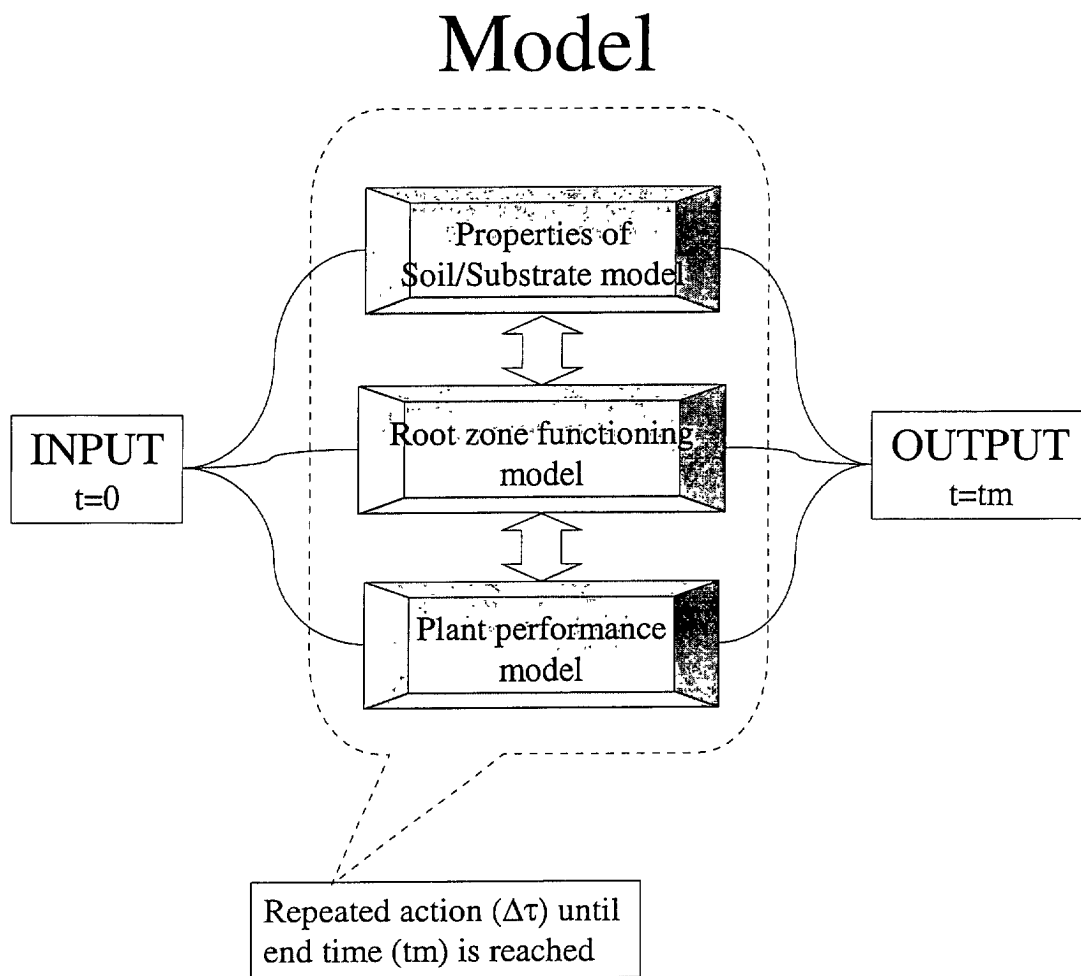 Model
Properties of
Soil/Substrate model
INPUT
t=0
Root zone functioning
model
OUTPUT
t=tm
Plant performance
model
Repeated action (Δτ) until
end time (tm) is reached